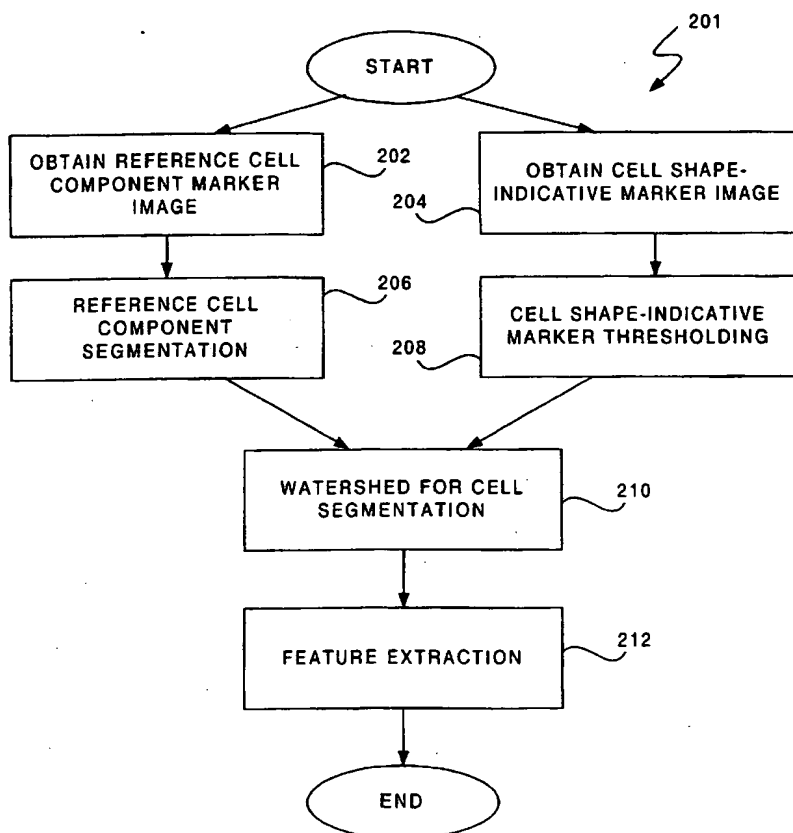 201
START
OBTAIN REFERENCE CELL
COMPONENT MARKER
IMAGE
202
OBTAIN CELL SHAPE-
INDICATIVE MARKER IMAGE
204
REFERENCE CELL
COMPONENT
SEGMENTATION
206
CELL SHAPE-INDICATIVE
MARKER THRESHOLDING
208
WATERSHED FOR CELL
SEGMENTATION
210
FEATURE EXTRACTION
212
END